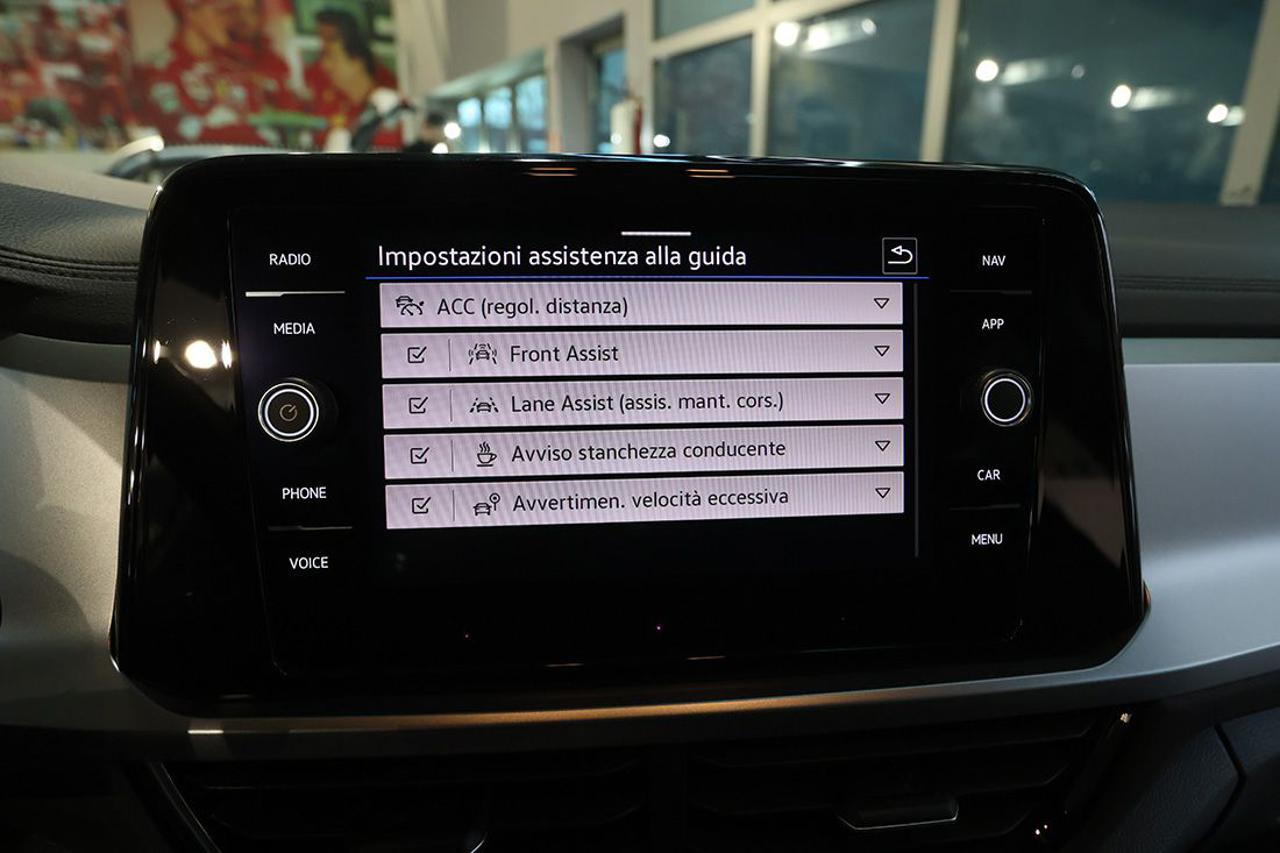 RADIO
MEDIA
PHONE
VOICE
Impostazioni assistenza alla guida
ACC (regol. distanza)
Front Assist
Lane Assist (assis. mant. cors.)
Avviso stanchezza conducente
Avvertimen. velocità eccessiva
NAV
APP
CAR
MENU